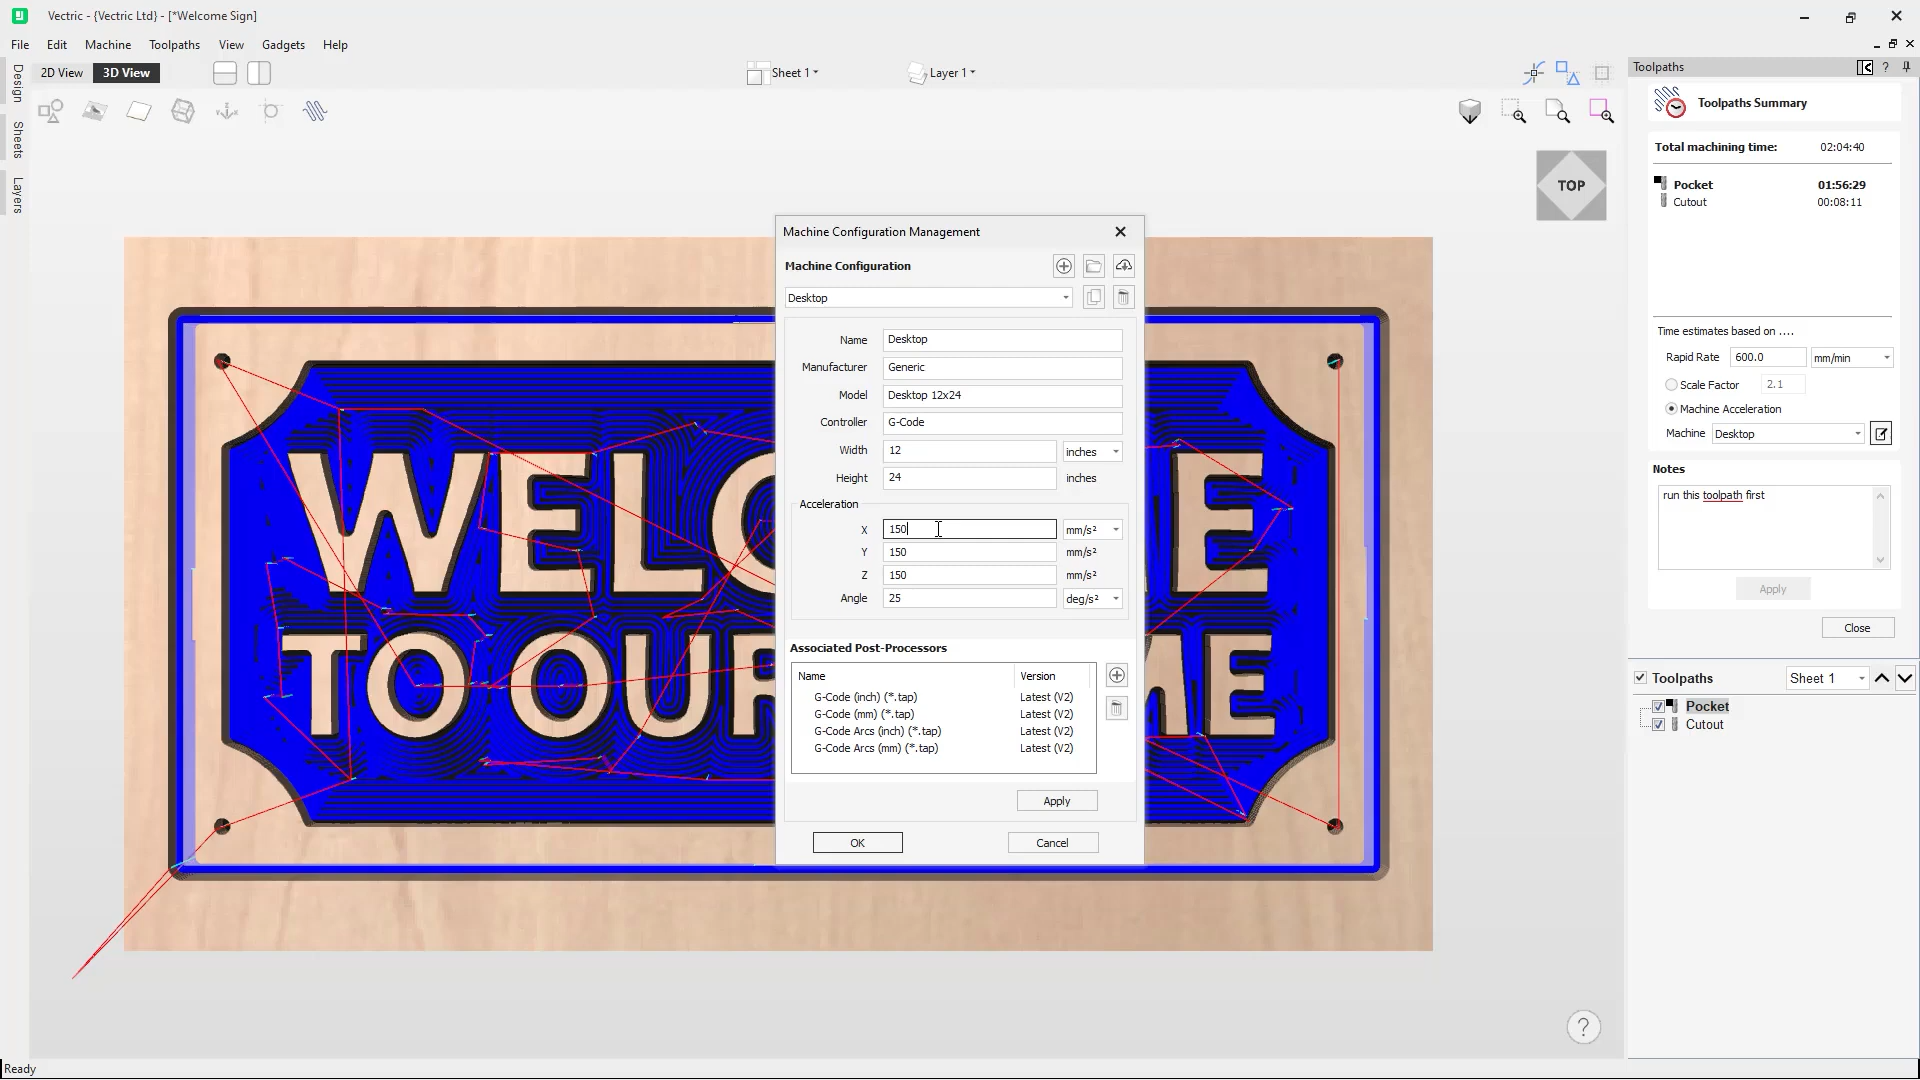 Vectric - {Vectric Ltd} - [*Welcome Sign]
File Edit Machine Toolpaths View Gadgets Help
2D View 3D View
Sheet 1
Layer 1
Design
Sheets
Layers
TOP
WELC
E
TO OUR
ME
Machine Configuration Management
Machine Configuration
Desktop
Name Desktop
Manufacturer Generic
Model Desktop 12x24
Controller G-Code
Width 12 inches
Height 24 inches
Acceleration
X 150 mm/s²
Y 150 mm/s²
Z 150 mm/s²
Angle 25 deg/s²
Associated Post-Processors
Name Version
G-Code (inch) (*.tap) Latest (V2)
G-Code (mm) (*.tap) Latest (V2)
G-Code Arcs (inch) (*.tap) Latest (V2)
G-Code Arcs (mm) (*.tap) Latest (V2)
Apply
OK Cancel
Toolpaths
?
Toolpaths Summary
Total machining time: 02:04:40
Pocket 01:56:29
Cutout 00:08:11
Time estimates based on ....
Rapid Rate 600.0 mm/min
Scale Factor 2.1
Machine Acceleration
Machine Desktop
Notes
run this toolpath first
Apply
Close
Toolpaths Sheet 1
Pocket
Cutout
?
Ready